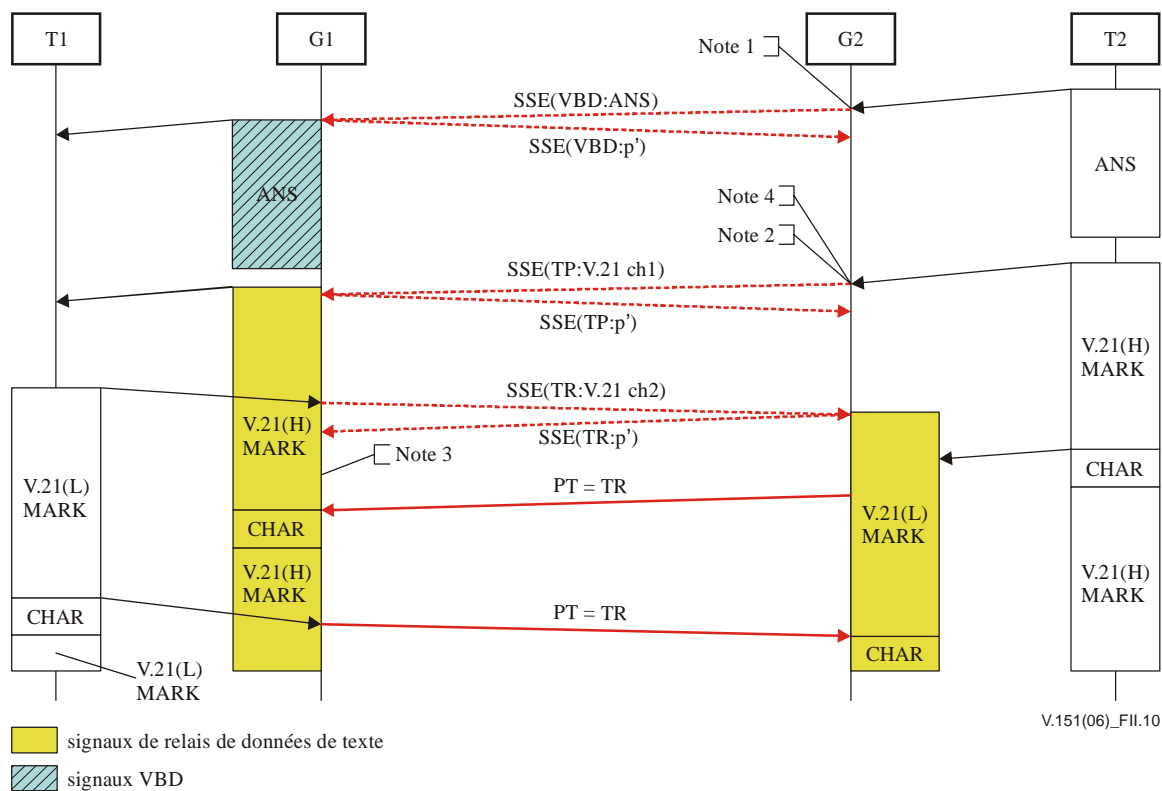 T1
G1
G2
T2
Note 1
SSE(VBD:ANS)
SSE(VBD:p’)
ANS
ANS
Note 4
Note 2
SSE(TP:V.21 ch1)
SSE(TP:p’)
V.21(H)
MARK
SSE(TR:V.21 ch2)
SSE(TR:p’)
V.21(H)
MARK
Note 3
CHAR
V.21(L)
MARK
PT = TR
V.21(L)
MARK
CHAR
V.21(H)
MARK
V.21(H)
MARK
CHAR
PT = TR
CHAR
V.21(L)
MARK
V.151(06)_FII.10
signaux de relais de données de texte
signaux VBD